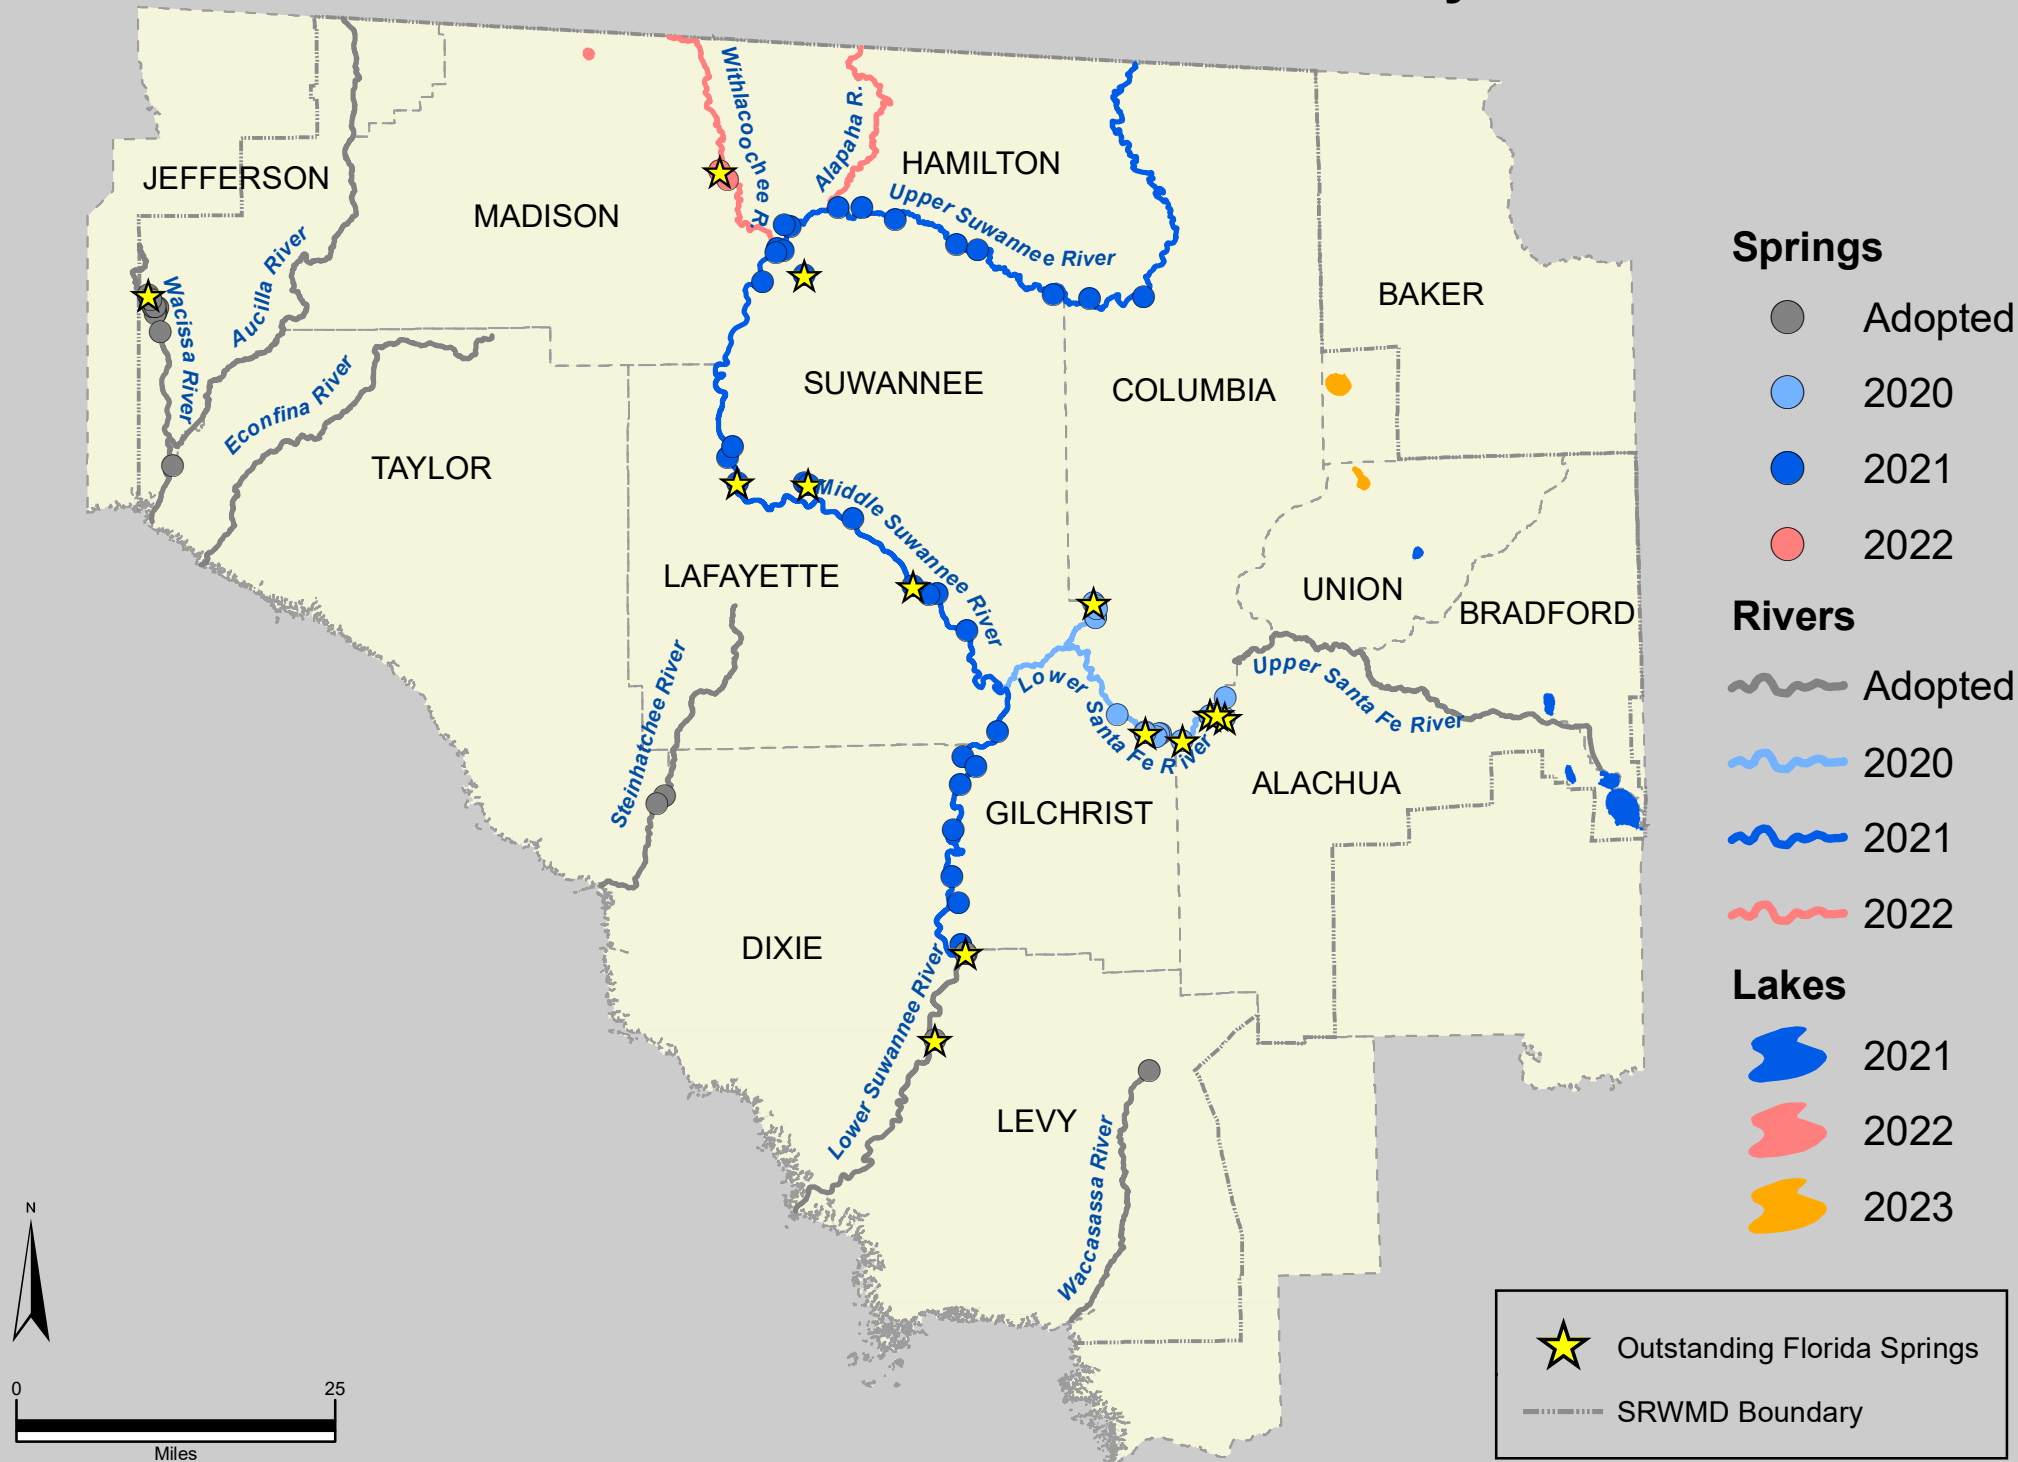 JEFFERSON
MADISON
HAMILTON
BAKER
SUWANNEE
COLUMBIA
TAYLOR
LAFAYETTE
UNION
BRADFORD
ALACHUA
GILCHRIST
DIXIE
LEVY
Withlacoochee R.
Alapaha R.
Upper Suwannee River
Aucilla River
Wacissa River
Econfina River
Middle Suwannee River
Steinhatchee River
Lower Santa Fe River
Upper Santa Fe River
Lower Suwannee River
Waccasassa River
Springs
Adopted
2020
2021
2022
Rivers
Adopted
2020
2021
2022
Lakes
2021
2022
2023
Outstanding Florida Springs
SRWMD Boundary
N
0 25
Miles